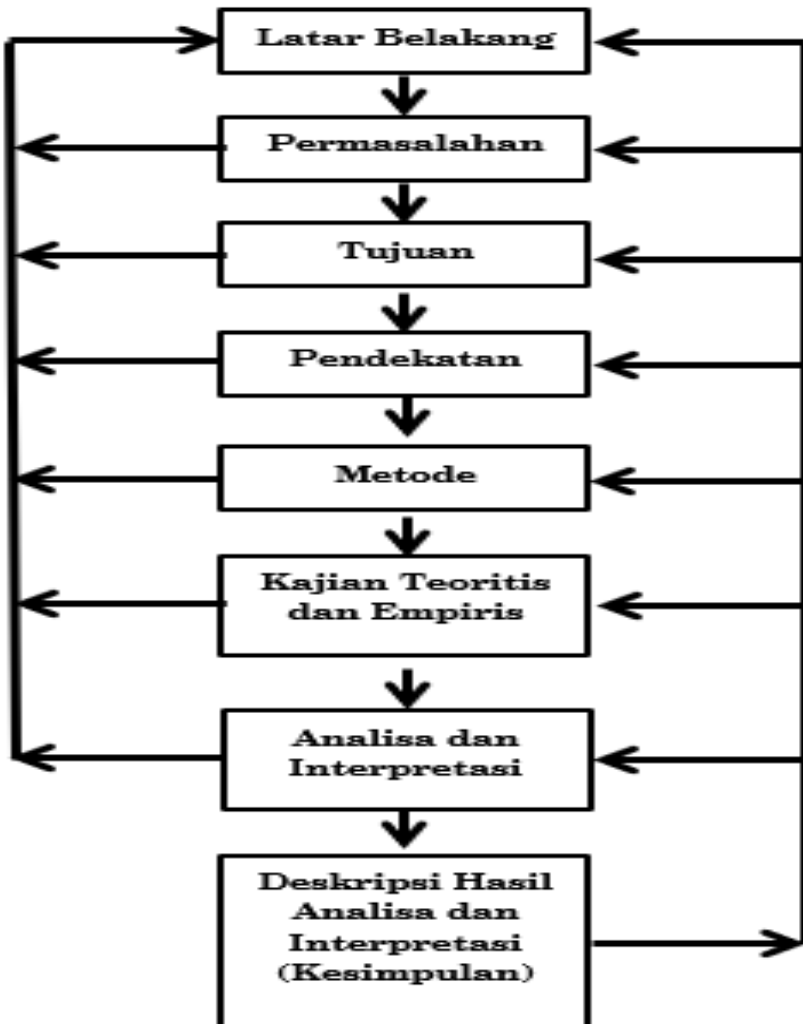 Latar Belakang
Permasalahan
Tujuan
Pendekatan
Metode
Kajian Teoritis
dan Empiris
Analisa dan
Interpretasi
Deskripsi Hasil
Analisa dan
Interpretasi
(Kesimpulan)